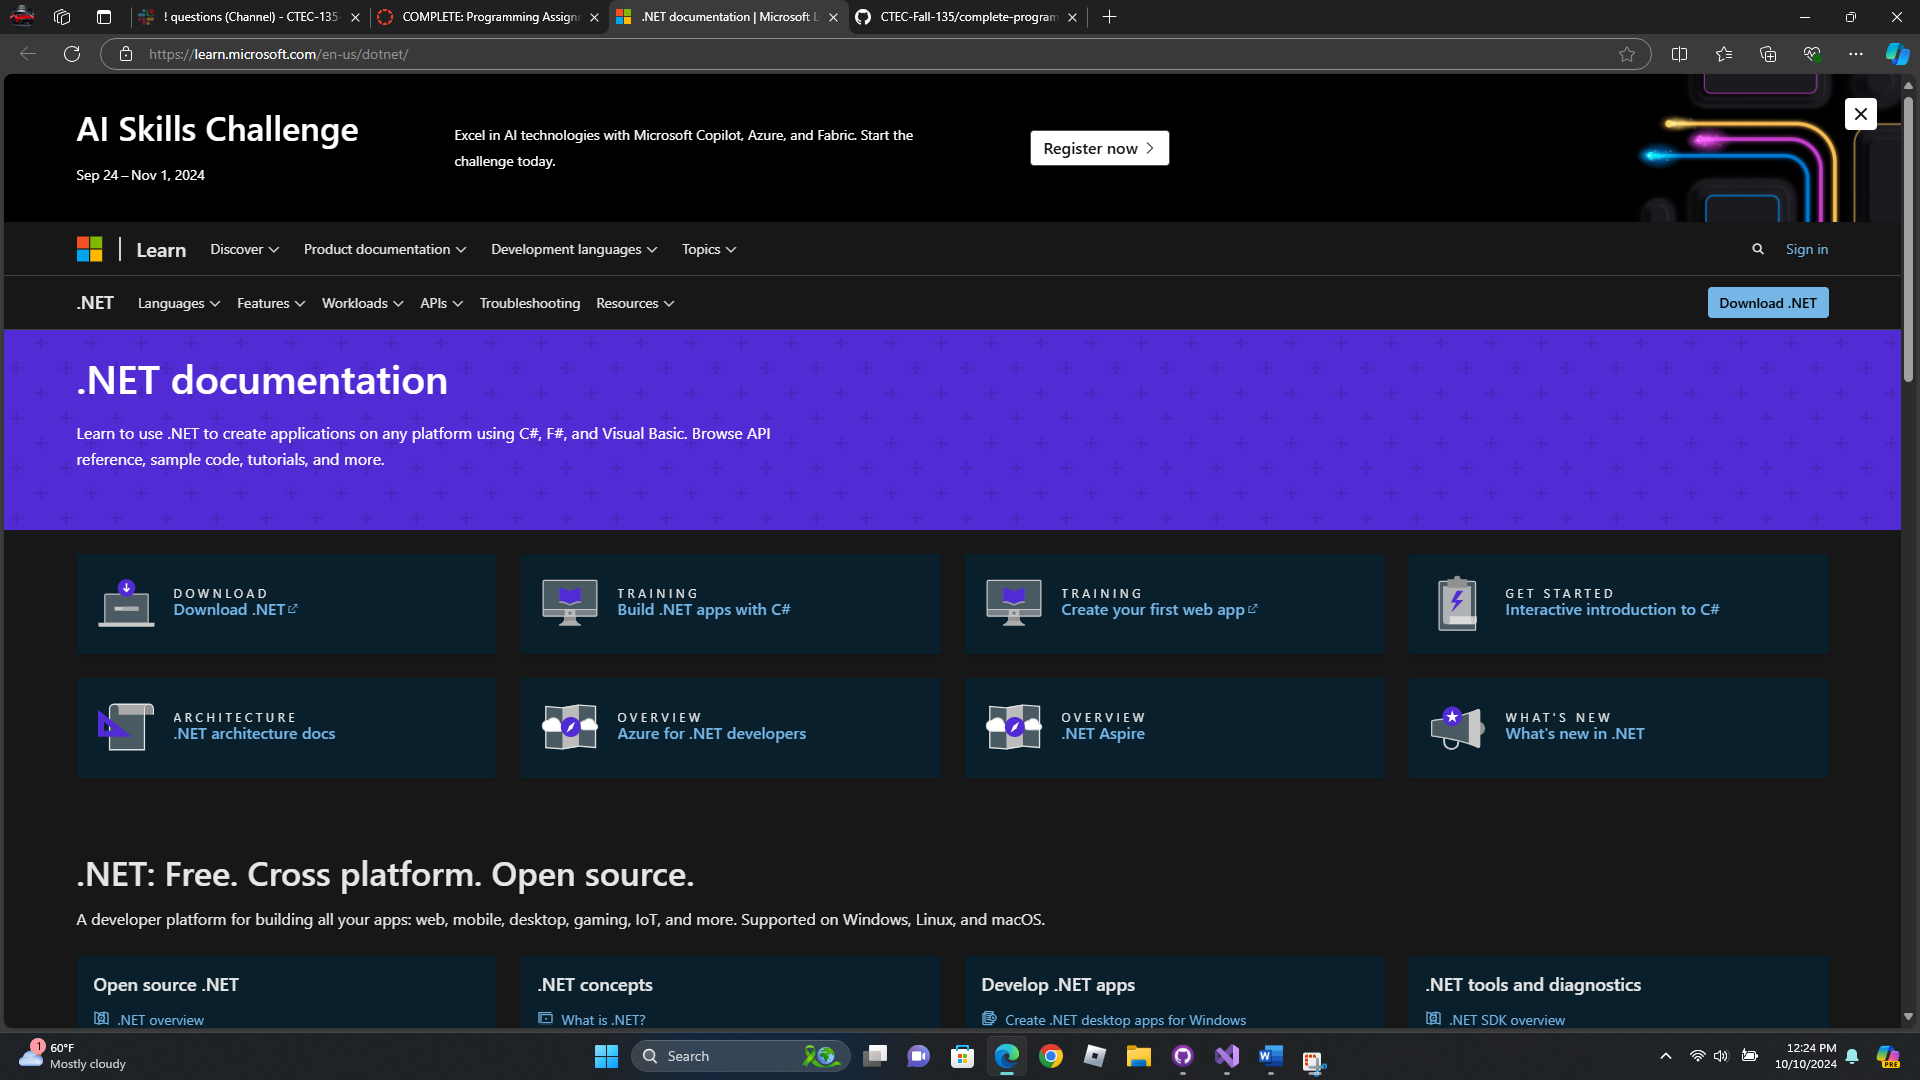 ! questions (Channel) - CTEC-135-
COMPLETE: Programming Assignm
.NET documentation | Microsoft L
CTEC-Fall-135/complete-program
https://learn.microsoft.com/en-us/dotnet/
AI Skills Challenge
Sep 24 – Nov 1, 2024
Excel in AI technologies with Microsoft Copilot, Azure, and Fabric. Start the
challenge today.
Register now
Learn
Discover
Product documentation
Development languages
Topics
Sign in
.NET
Languages
Features
Workloads
APIs
Troubleshooting
Resources
Download .NET
.NET documentation
Learn to use .NET to create applications on any platform using C#, F#, and Visual Basic. Browse API
reference, sample code, tutorials, and more.
DOWNLOAD
Download .NET
TRAINING
Build .NET apps with C#
TRAINING
Create your first web app
GET STARTED
Interactive introduction to C#
ARCHITECTURE
.NET architecture docs
OVERVIEW
Azure for .NET developers
OVERVIEW
.NET Aspire
WHAT'S NEW
What's new in .NET
.NET: Free. Cross platform. Open source.
A developer platform for building all your apps: web, mobile, desktop, gaming, IoT, and more. Supported on Windows, Linux, and macOS.
Open source .NET
.NET overview
.NET concepts
What is .NET?
Develop .NET apps
Create .NET desktop apps for Windows
.NET tools and diagnostics
.NET SDK overview
1
60°F
Mostly cloudy
Search
12:24 PM
10/10/2024
PRE